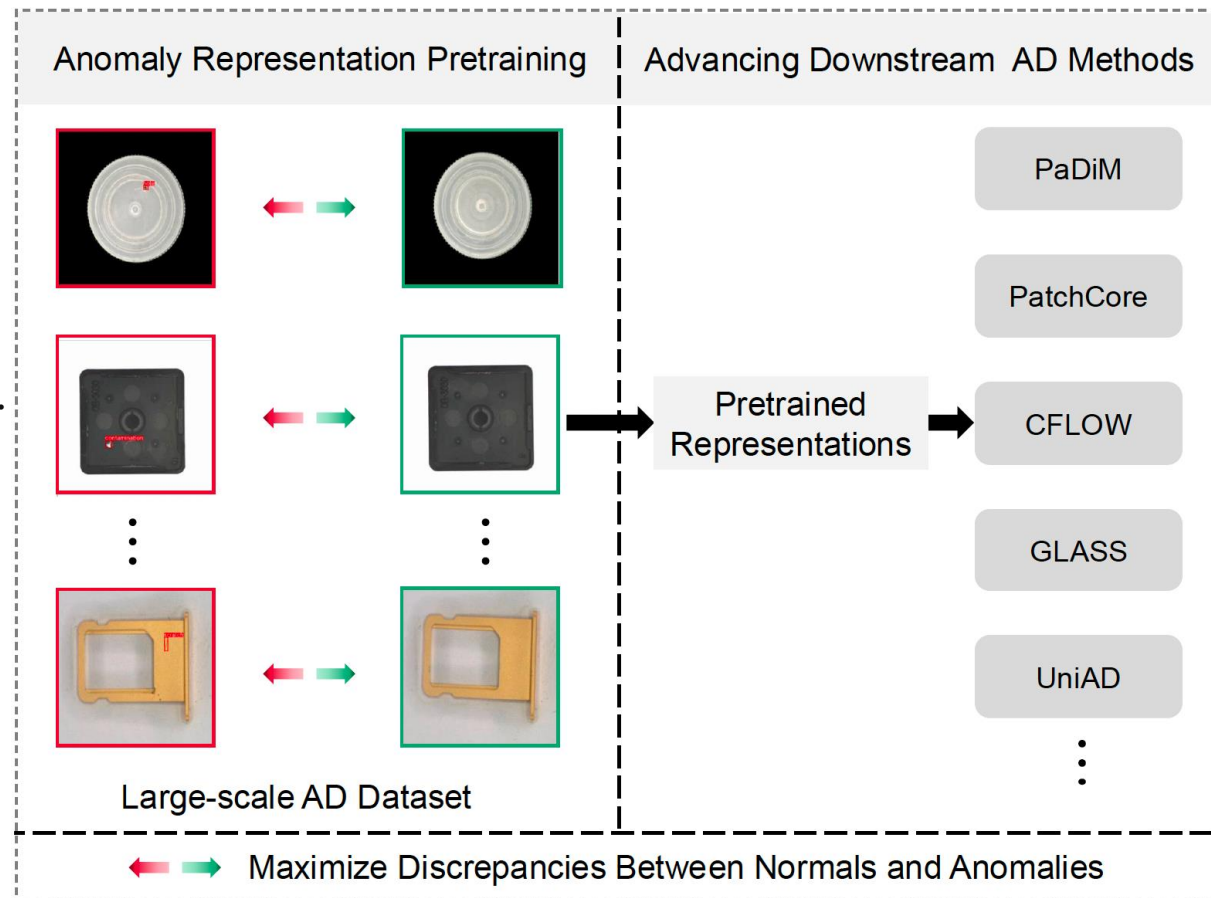 Anomaly Representation Pretraining
Advancing Downstream AD Methods
PaDiM
PatchCore
contamination
Pretrained
Representations
CFLOW
GLASS
UniAD
Large-scale AD Dataset
Maximize Discrepancies Between Normals and Anomalies